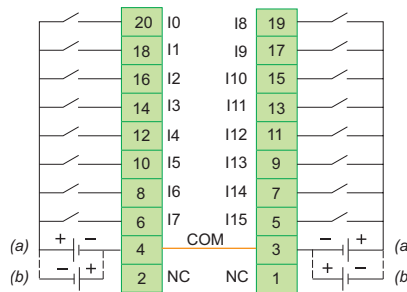 20 I0 I8 19
18 I1 I9 17
16 I2 I10 15
14 I3 I11 13
12 I4 I12 11
10 I5 I13 9
8 I6 I14 7
6 I7 I15 5
(a) + − 4 COM 3 + − (a)
(b) − + 2 NC NC 1 − + (b)